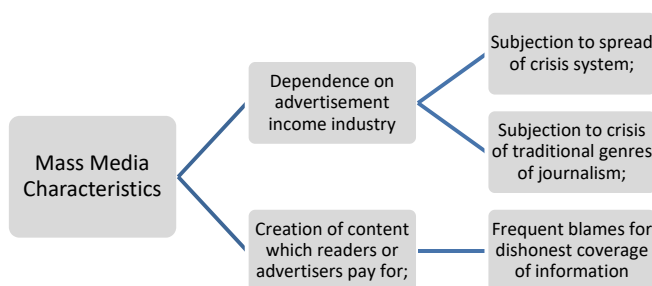 Mass Media
Characteristics
Dependence on
advertisement
income industry
Subjection to spread
of crisis system;
Subjection to crisis
of traditional genres
of journalism;
Creation of content
which readers or
advertisers pay for;
Frequent blames for
dishonest coverage
of information